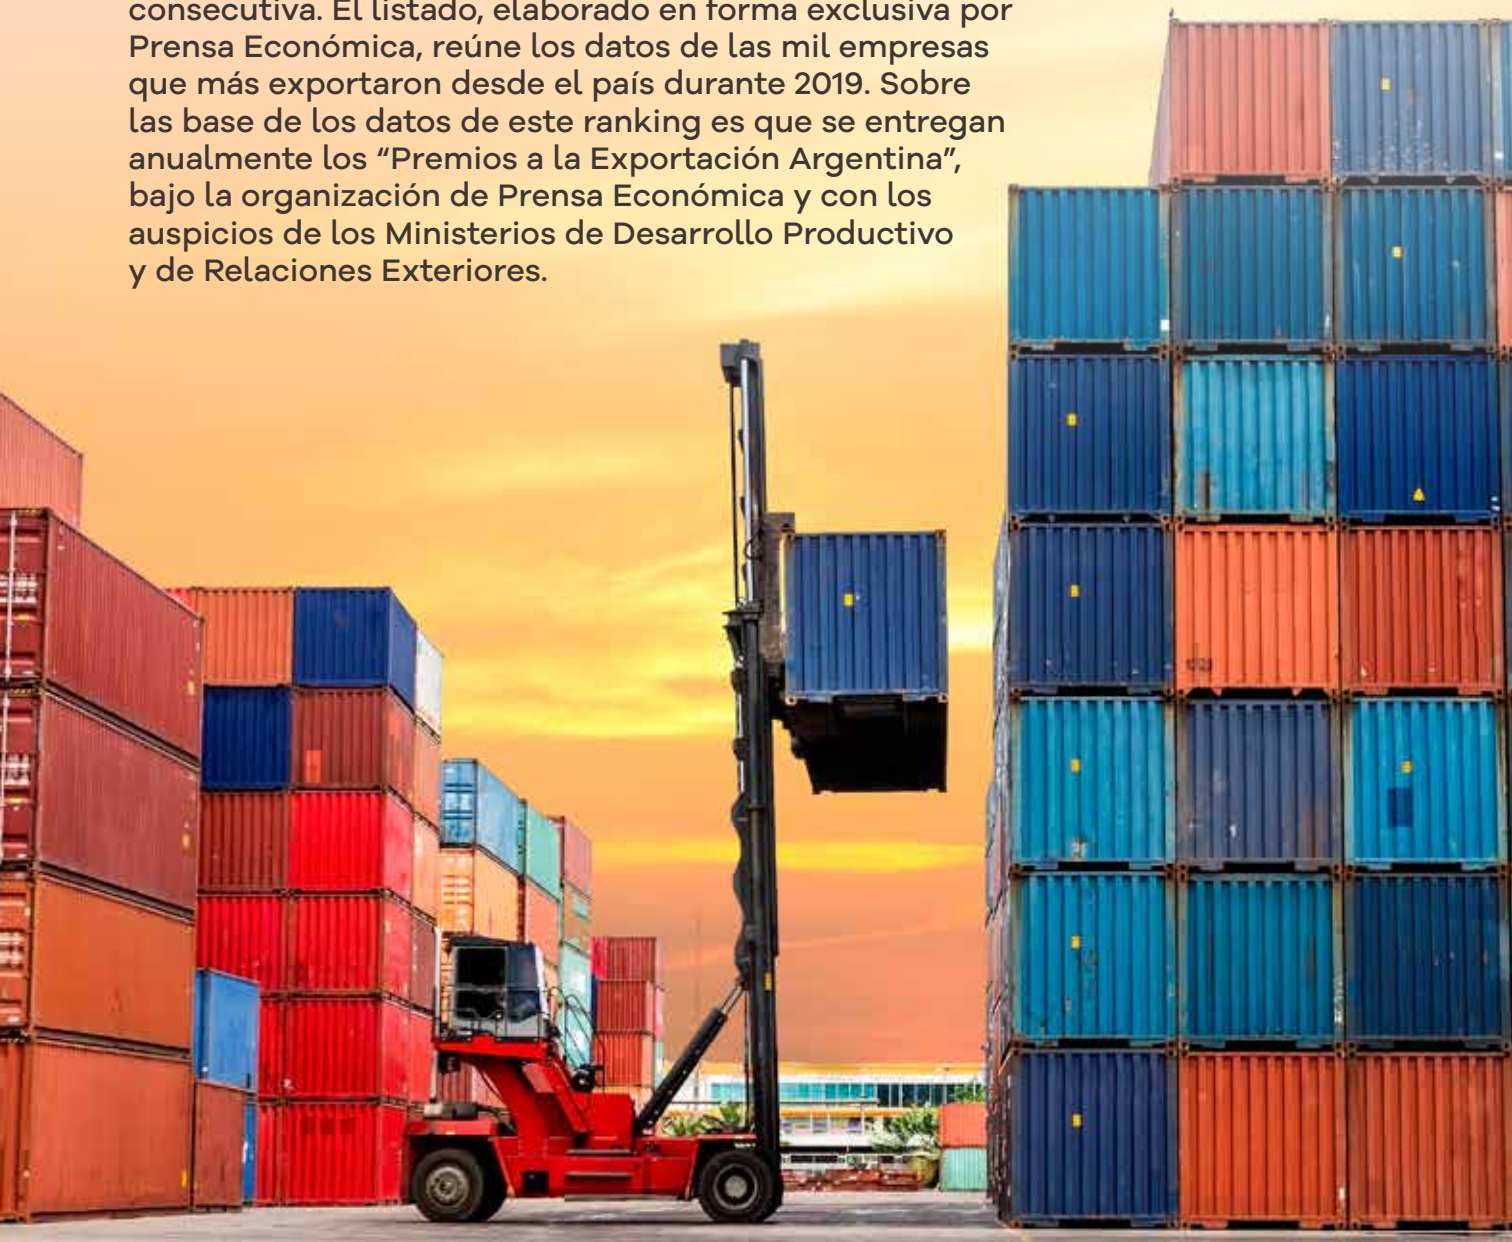 consecutiva. El listado, elaborado en forma exclusiva por
Prensa Económica, reúne los datos de las mil empresas
que más exportaron desde el país durante 2019. Sobre
las base de los datos de este ranking es que se entregan
anualmente los “Premios a la Exportación Argentina”,
bajo la organización de Prensa Económica y con los
auspicios de los Ministerios de Desarrollo Productivo
y de Relaciones Exteriores.